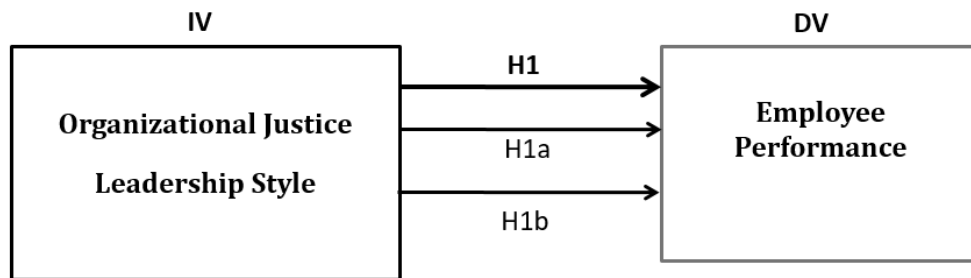 IV
DV
H1
Organizational Justice
Employee
Performance
H1a
Leadership Style
H1b